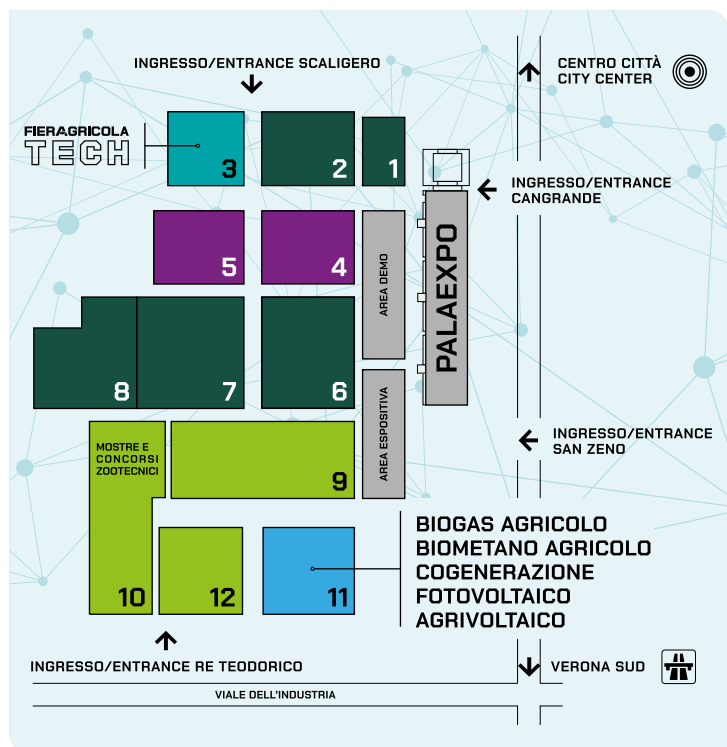 INGRESSO/ENTRANCE SCALIGERO
CENTRO CITTÀ
CITY CENTER
FIERAGRICOLA
TECH
3
2
1
INGRESSO/ENTRANCE
CANGRANDE
5
4
AREA DEMO
PALAEXPO
8
7
6
AREA ESPOSITIVA
INGRESSO/ENTRANCE
SAN ZENO
MOSTRE E
CONCORSI
ZOOTECNICI
9
10
12
11
BIOGAS AGRICOLO
BIOMETANO AGRICOLO
COGENERAZIONE
FOTOVOLTAICO
AGRIVOLTAICO
INGRESSO/ENTRANCE RE TEODORICO
VERONA SUD
VIALE DELL'INDUSTRIA